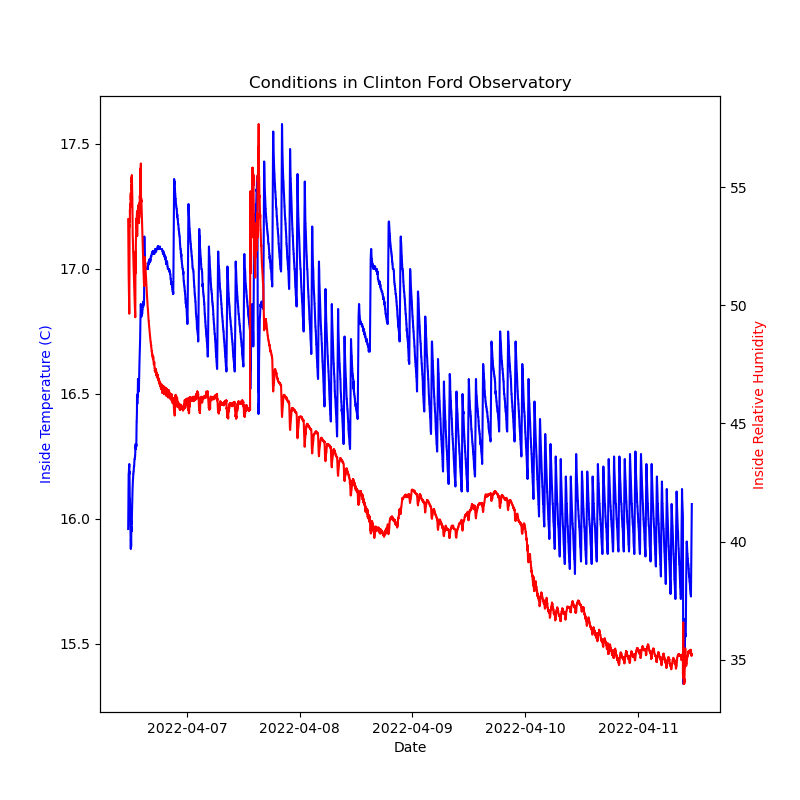 Conditions in Clinton Ford Observatory
Inside Temperature (C)
17.5
17.0
16.5
16.0
15.5
55
50
45
40
35
Inside Relative Humidity
2022-04-07 2022-04-08 2022-04-09 2022-04-10 2022-04-11
Date